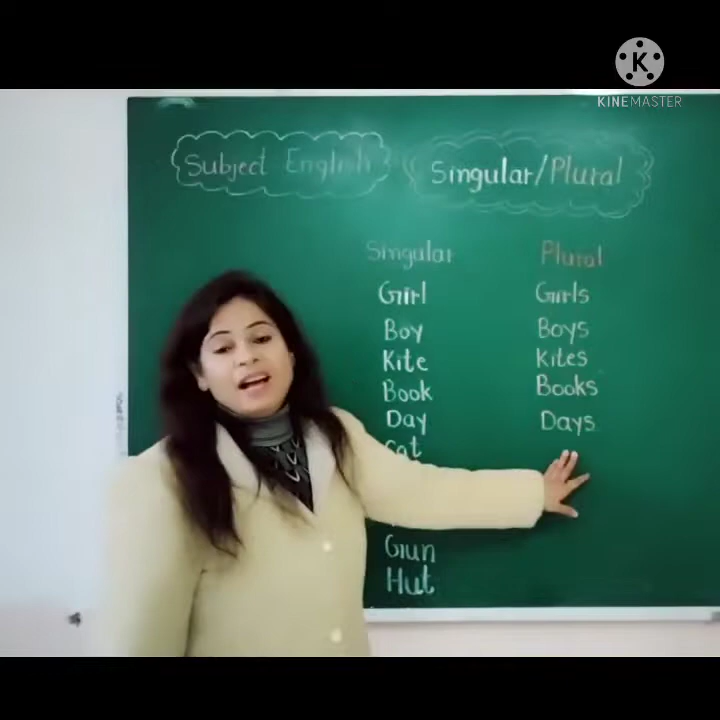 KINEMASTER
Subject English Singular/Plural
Singular Plural
Girl Girls
Boy Boys
Kite Kites
Book Books
Day Days
Cat
Gun
Hut